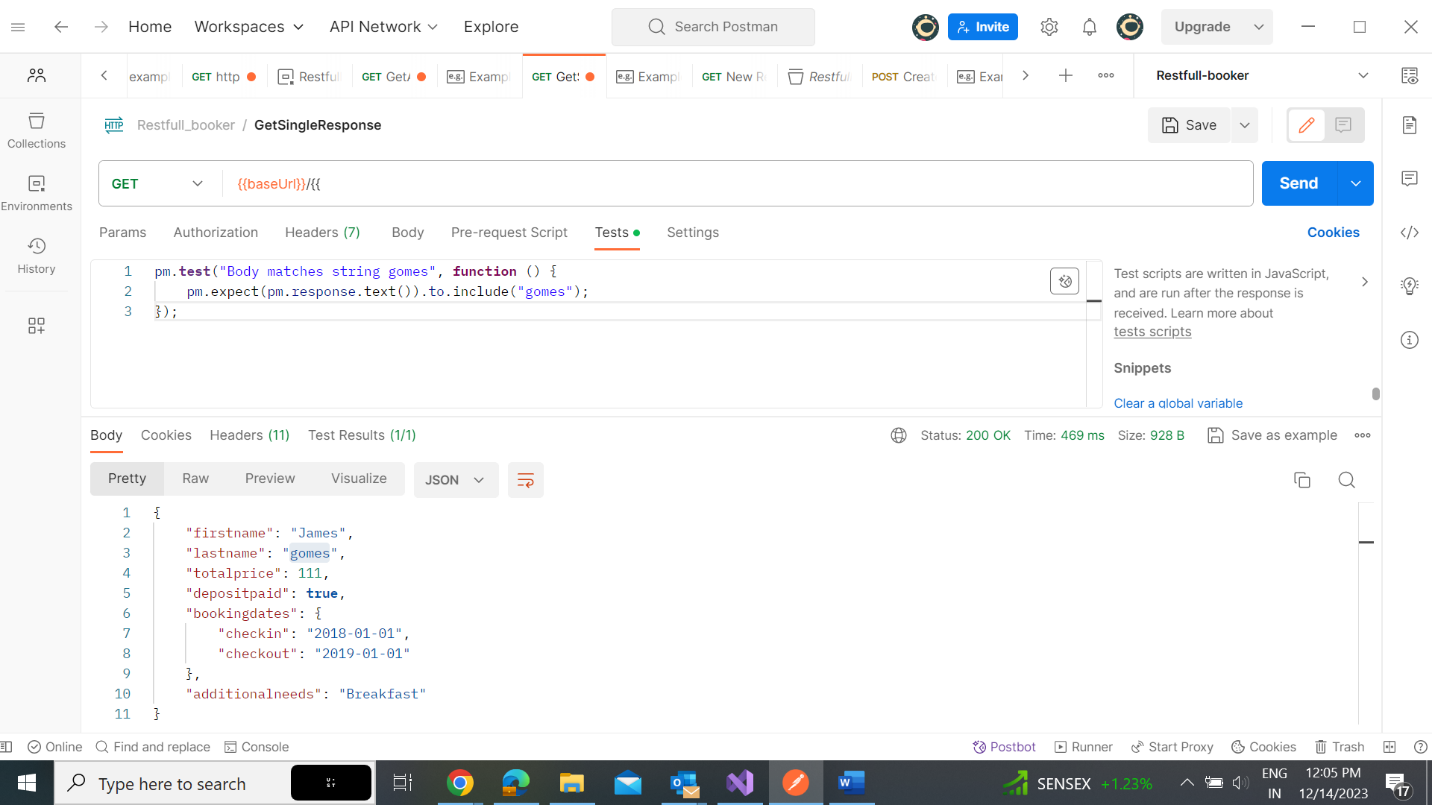 Home Workspaces API Network Explore Search Postman Invite Upgrade
GET http Restfull GET Exampl GET GetS Exampl GET New R Restful POST Create Exam Restfull-booker
HTTP Restfull_booker / GetSingleResponse Save
Collections
GET {{baseUrl}}/{{ Send
Environments
Params Authorization Headers (7) Body Pre-request Script Tests Settings Cookies
History
1 pm.test("Body matches string gomes", function () {
2 pm.expect(pm.response.text()).to.include("gomes");
3 });
Test scripts are written in JavaScript,
and are run after the response is
received. Learn more about
tests scripts
Snippets
Clear a global variable
Body Cookies Headers (11) Test Results (1/1) Status: 200 OK Time: 469 ms Size: 928 B Save as example
Pretty Raw Preview Visualize JSON
1 {
2 "firstname": "James",
3 "lastname": "gomes",
4 "totalprice": 111,
5 "depositpaid": true,
6 "bookingdates": {
7 "checkin": "2018-01-01",
8 "checkout": "2019-01-01"
9 },
10 "additionalneeds": "Breakfast"
11 }
Online Find and replace Console Postbot Runner Start Proxy Cookies Trash
Type here to search SENSEX +1.23% ENG 12:05 PM
IN 12/14/2023 17